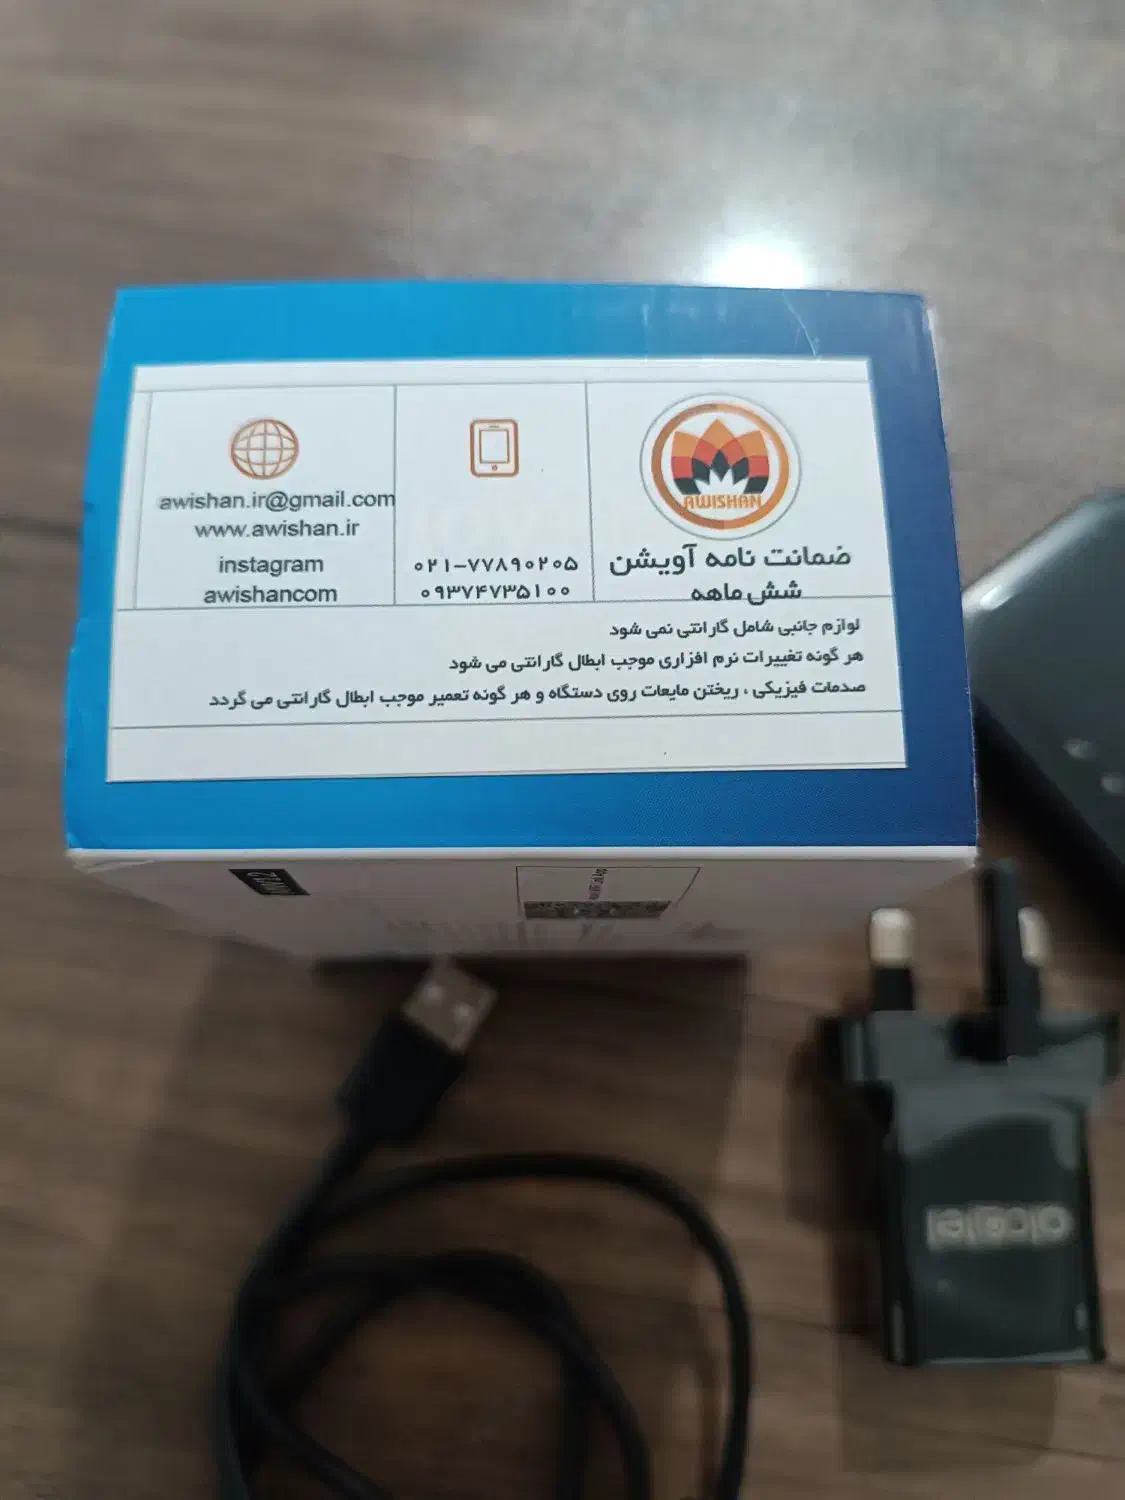 AWISHAN
ضمانت نامه آویشن
شش ماهه
۰۲۱-۷۷۸۹۰۲۰۵
۰۹۳۷۴۷۳۵۱۰۰
awishan.ir@gmail.com
www.awishan.ir
instagram
awishancom
لوازم جانبی شامل گارانتی نمی شود
هر گونه تغییرات نرم افزاری موجب ابطال گارانتی می شود
صدمات فیزیکی ، ریختن مایعات روی دستگاه و هر گونه تعمیر موجب ابطال گارانتی می گردد
alcatel